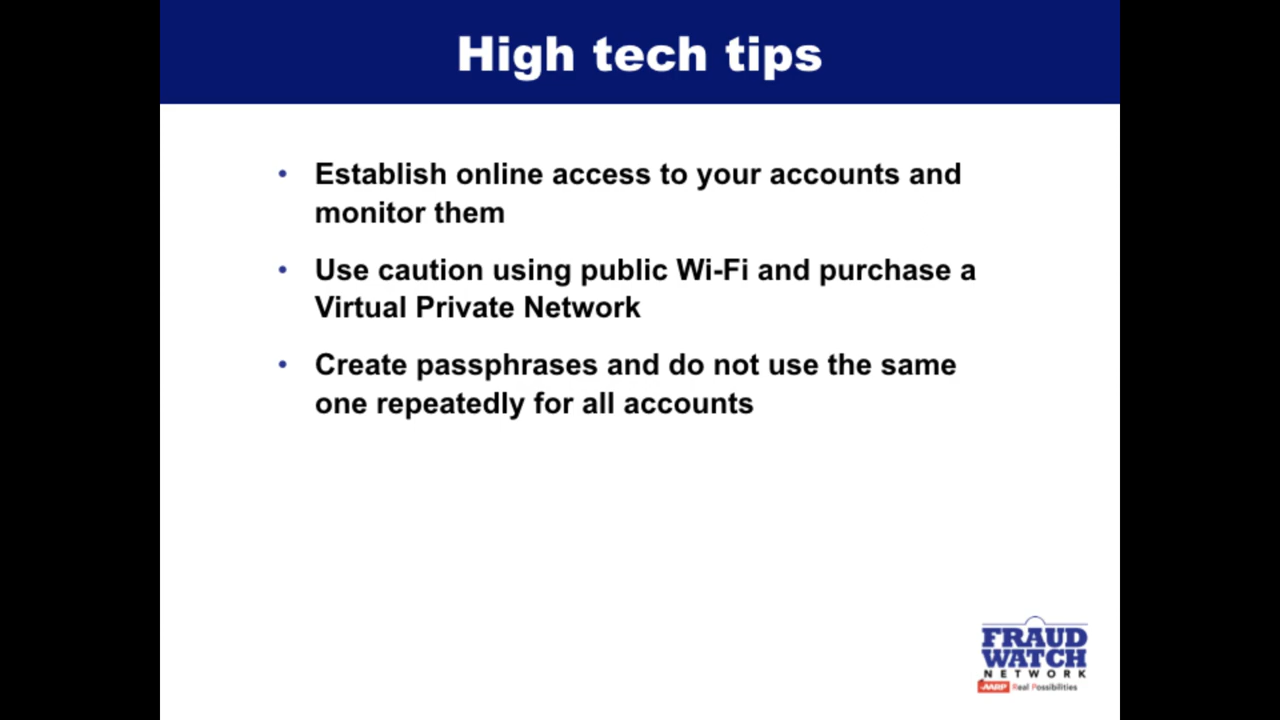 High tech tips
• Establish online access to your accounts and
monitor them
• Use caution using public Wi-Fi and purchase a
Virtual Private Network
• Create passphrases and do not use the same
one repeatedly for all accounts
FRAUD
WATCH
NETWORK
AARP Real Possibilities